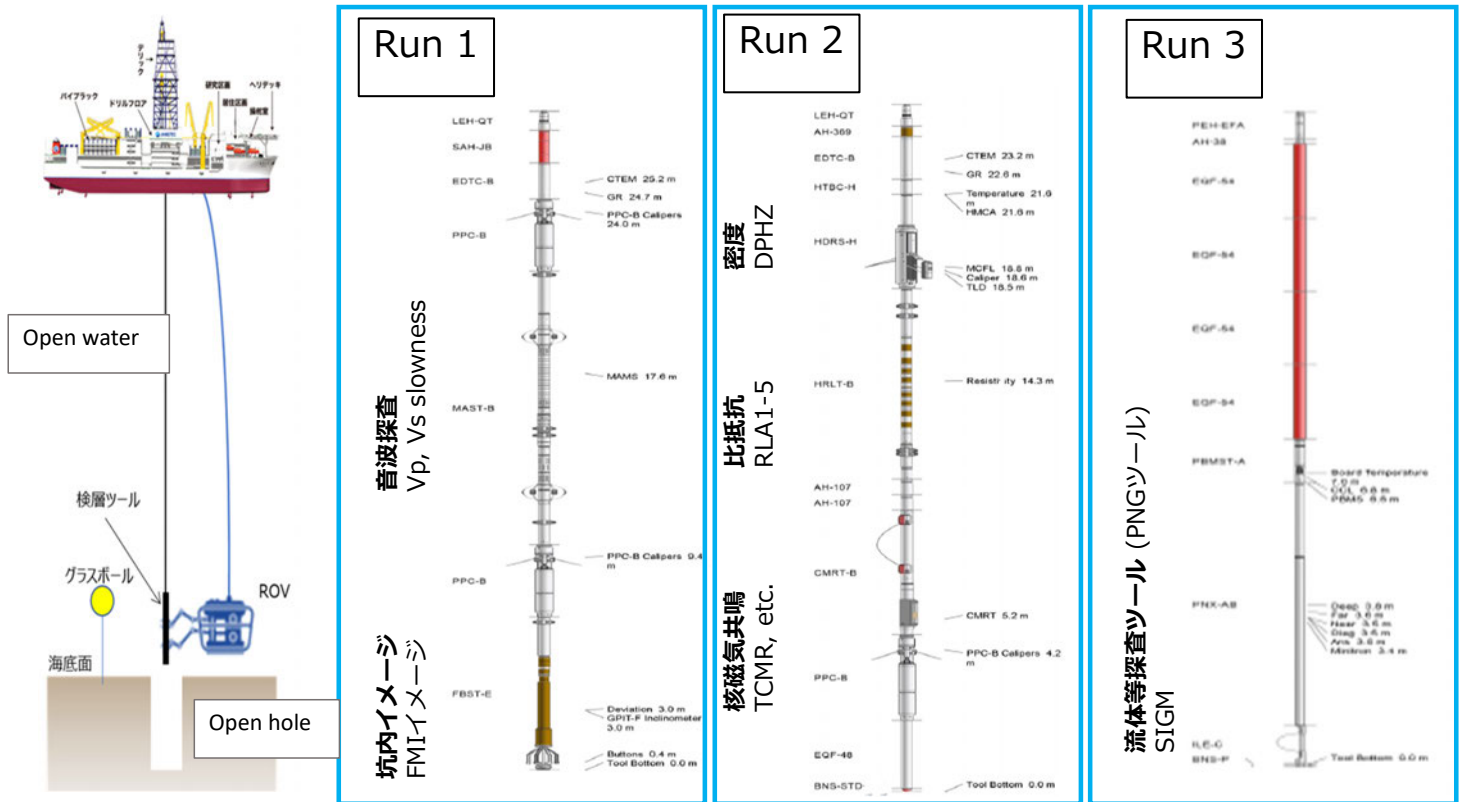 デリック
パイプラック
ドリルフロア
研究区画
居住区画
操舵室
ヘリデッキ
Open water
検層ツール
グラスボール
ROV
海底面
Open hole
Run 1
LEH-QT
SAH-JB
EDTC-B
CTEM 25.2 m
GR 24.7 m
PPC-B Calipers
24.0 m
PPC-B
MAMS 17.6 m
MAST-B
PPC-B Calipers 9.4
m
PPC-B
FBST-E
Deviation 3.0 m
GPIT-F Inclinometer
3.0 m
Buttons 0.4 m
Tool Bottom 0.0 m
音波探査
Vp, Vs slowness
坑内イメージ
FMIイメージ
Run 2
LEH-QT
AH-369
EDTC-B
CTEM 23.2 m
GR 22.6 m
HTBC-H
Temperature 21.6
m
HMCA 21.6 m
HDRS-H
MCFL 18.8 m
Caliper 18.6 m
TLD 18.5 m
HRLT-B
Resistivity 14.3 m
AH-107
AH-107
CMRT-B
CMRT 5.2 m
PPC-B Calipers 4.2
m
PPC-B
EQF-48
BNS-STD
Tool Bottom 0.0 m
密度
DPHZ
比抵抗
RLA1-5
核磁気共鳴
TCMR, etc.
Run 3
PEH-EFA
AH-38
EQF-54
EQF-54
EQF-54
EQF-54
PBMST-A
Board Temperature
CCL 6.8 m
PBMS 6.6 m
Deep 3.8 m
Far 3.6 m
Near 3.6 m
Diag 3.6 m
Minitron 3.4 m
BNS-P
Tool Bottom 0.0 m
流体等探査ツール (PNGツール)
SIGM